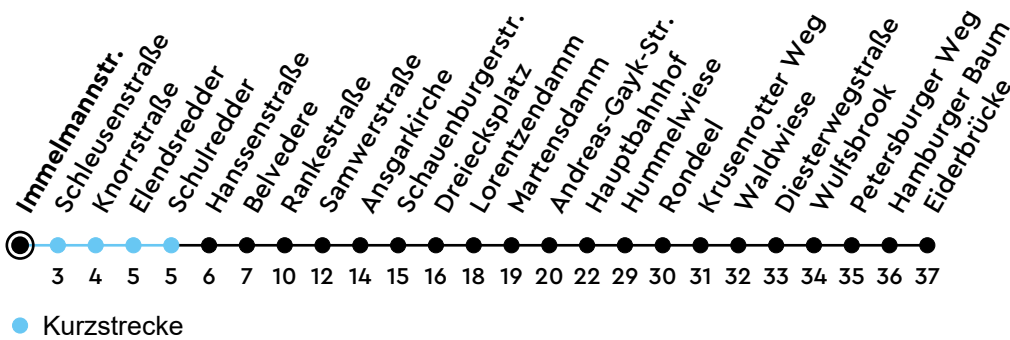 Immelmannstr.
Schleusenstraße
Knorrstraße
Elendsredder
Schulredder
Hanssenstraße
Belvedere
Rankestraße
Samwerstraße
Ansgarkirche
Schauenburgerstr.
Dreiecksplatz
Lorentzendamm
Martensdamm
Andreas-Gayk-Str.
Hauptbahnhof
Hummelwiese
Rondeel
Krusenrotter Weg
Waldwiese
Diesterwegstraße
Wulfsbrook
Petersburger Weg
Hamburger Baum
Eiderbrücke
3 4 5 5 6 7 10 12 14 15 16 18 19 20 22 29 30 31 32 33 34 35 36 37
Kurzstrecke